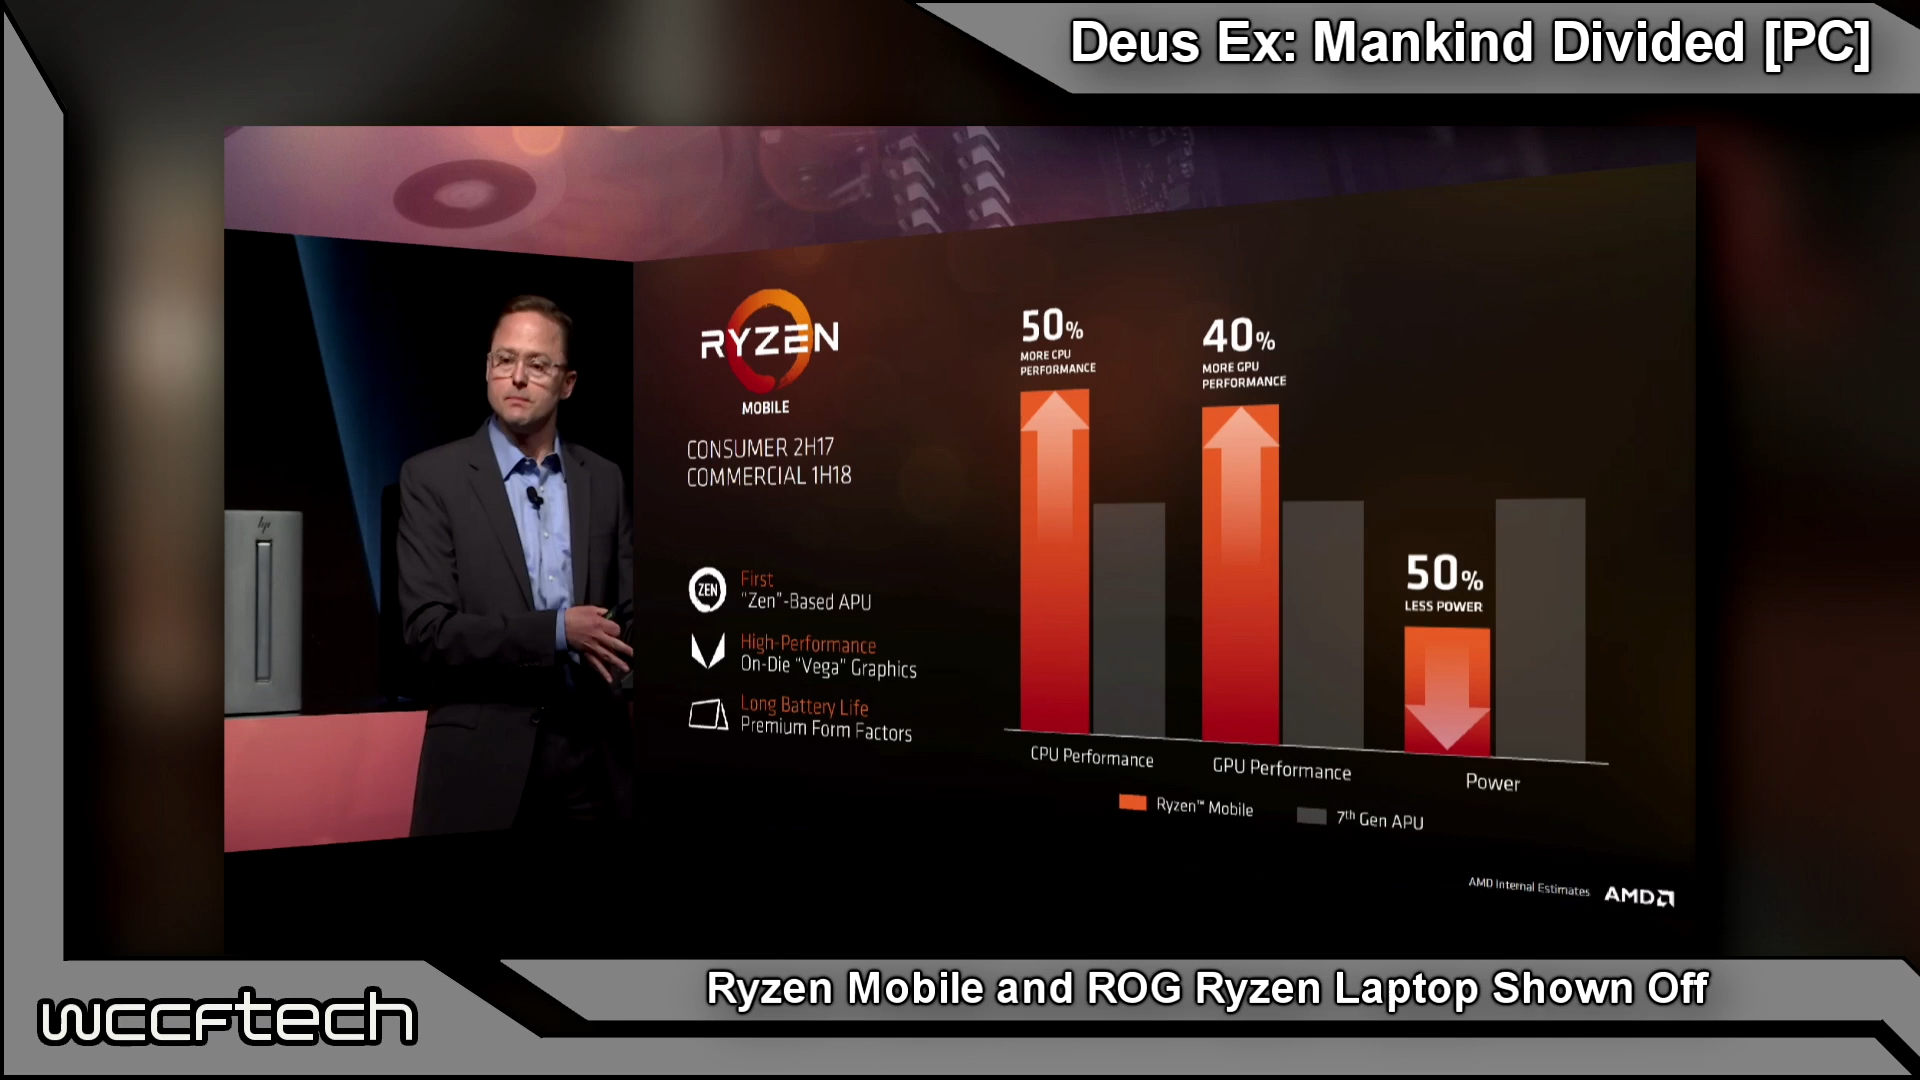 Deus Ex: Mankind Divided [PC]
RYZEN
MOBILE
CONSUMER 2H17
COMMERCIAL 1H18
ZEN
First
"Zen"-Based APU
High-Performance
On-Die "Vega" Graphics
Long Battery Life
Premium Form Factors
50%
MORE CPU
PERFORMANCE
40%
MORE GPU
PERFORMANCE
50%
LESS POWER
CPU Performance
GPU Performance
Power
Ryzen™ Mobile
7th Gen APU
AMD Internal Estimates
AMD
hp
Ryzen Mobile and ROG Ryzen Laptop Shown Off
wccftech